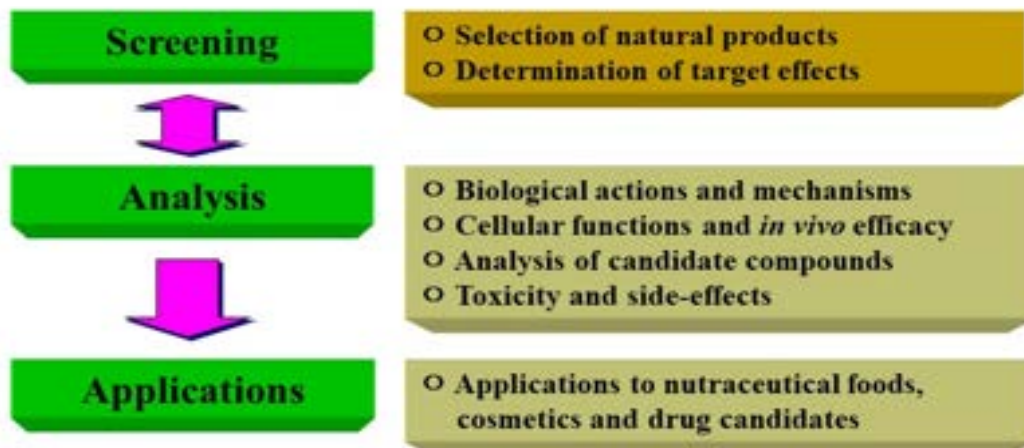 Screening
o Selection of natural products
o Determination of target effects
Analysis
o Biological actions and mechanisms
o Cellular functions and in vivo efficacy
o Analysis of candidate compounds
o Toxicity and side-effects
Applications
o Applications to nutraceutical foods,
cosmetics and drug candidates